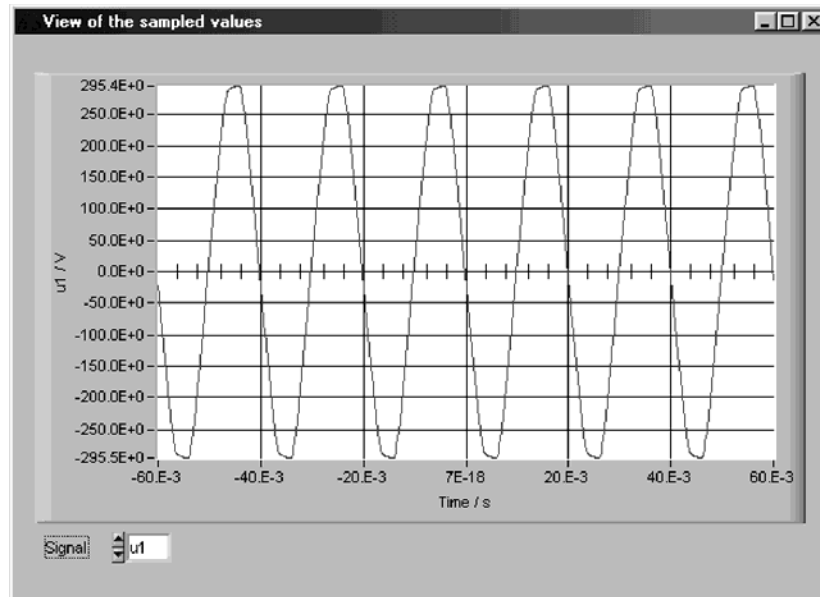 View of the sampled values
295.4E+0
250.0E+0
200.0E+0
150.0E+0
100.0E+0
50.0E+0
0.0E+0
-50.0E+0
-100.0E+0
-150.0E+0
-200.0E+0
-250.0E+0
-295.5E+0
u1 / V
-60.E-3 -40.E-3 -20.E-3 7E-18 20.E-3 40.E-3 60.E-3
Time / s
Signal u1